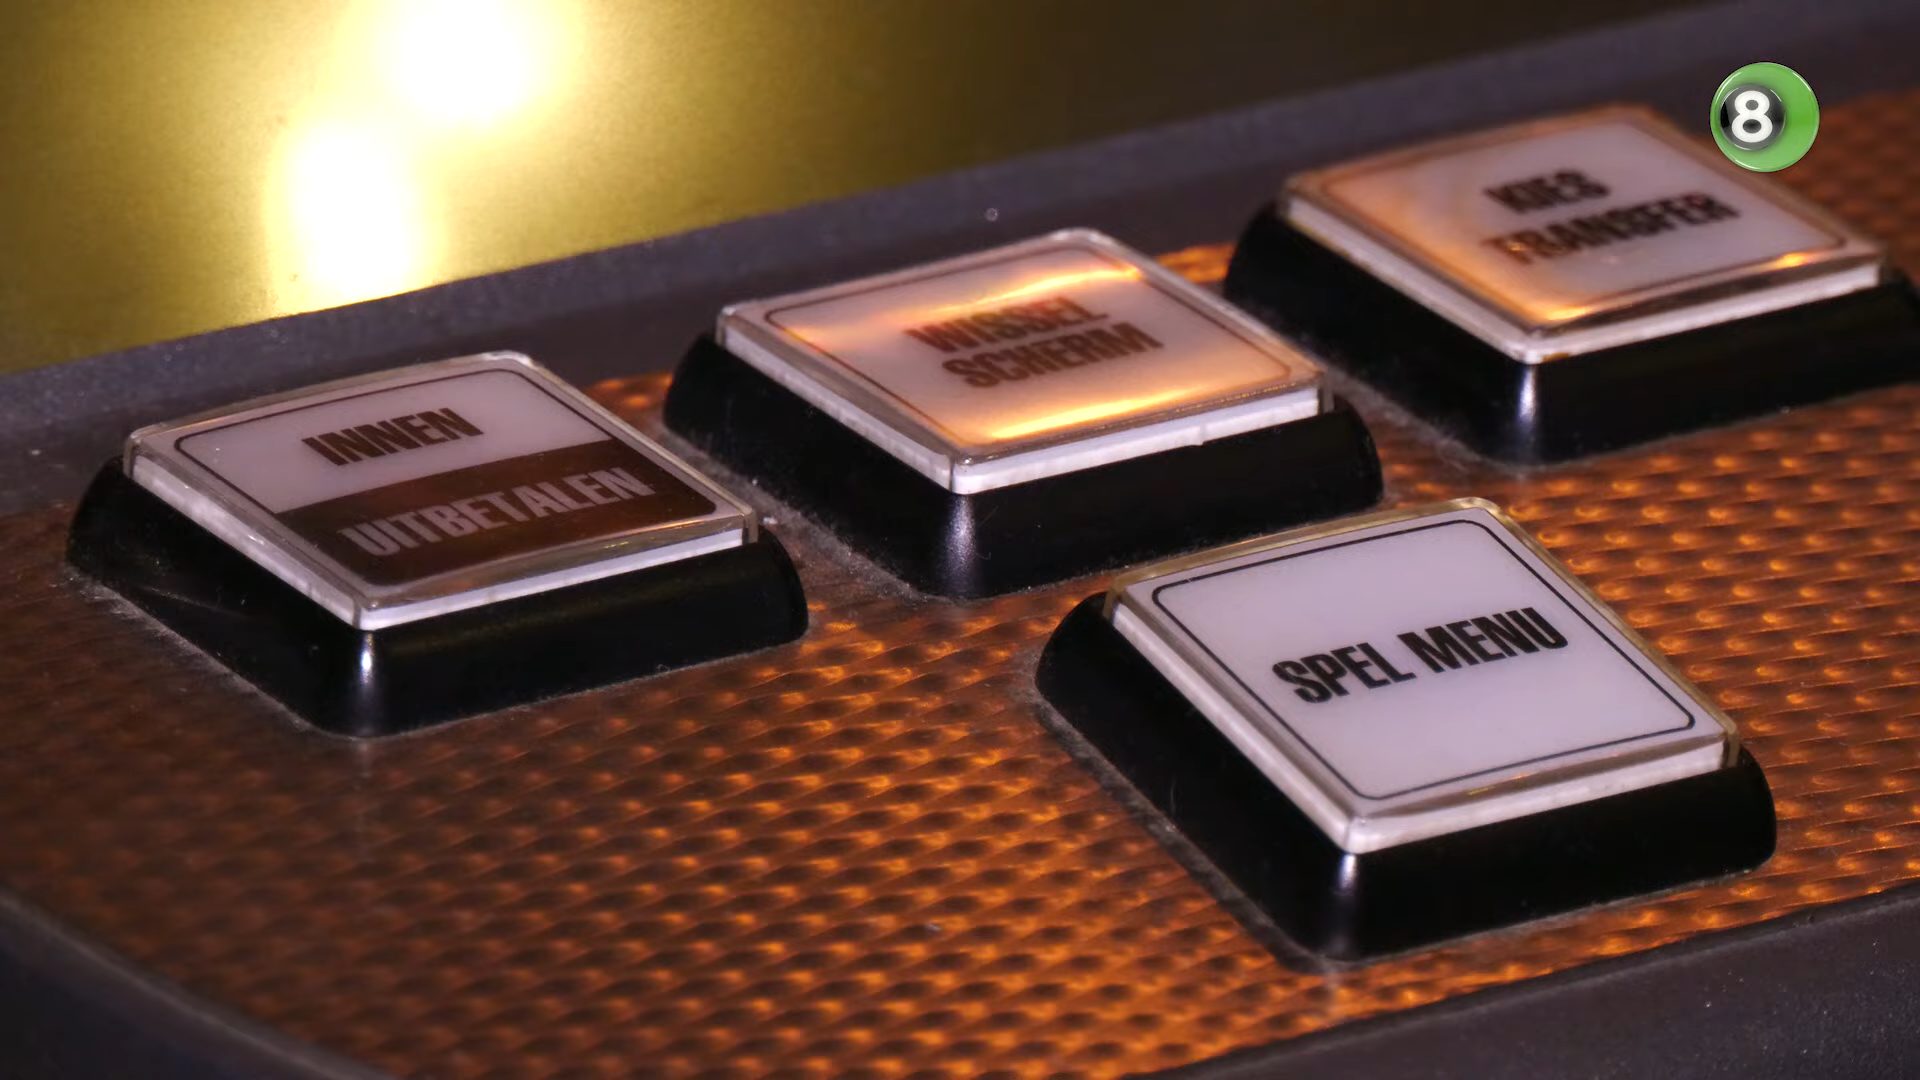 8
KIES
TRANSFER
WISSEL
SCHERM
INNEN
UITBETALEN
SPEL MENU